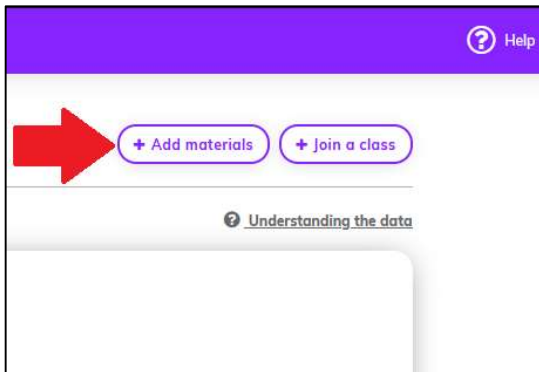 ? Help
+ Add materials + Join a class
? Understanding the data